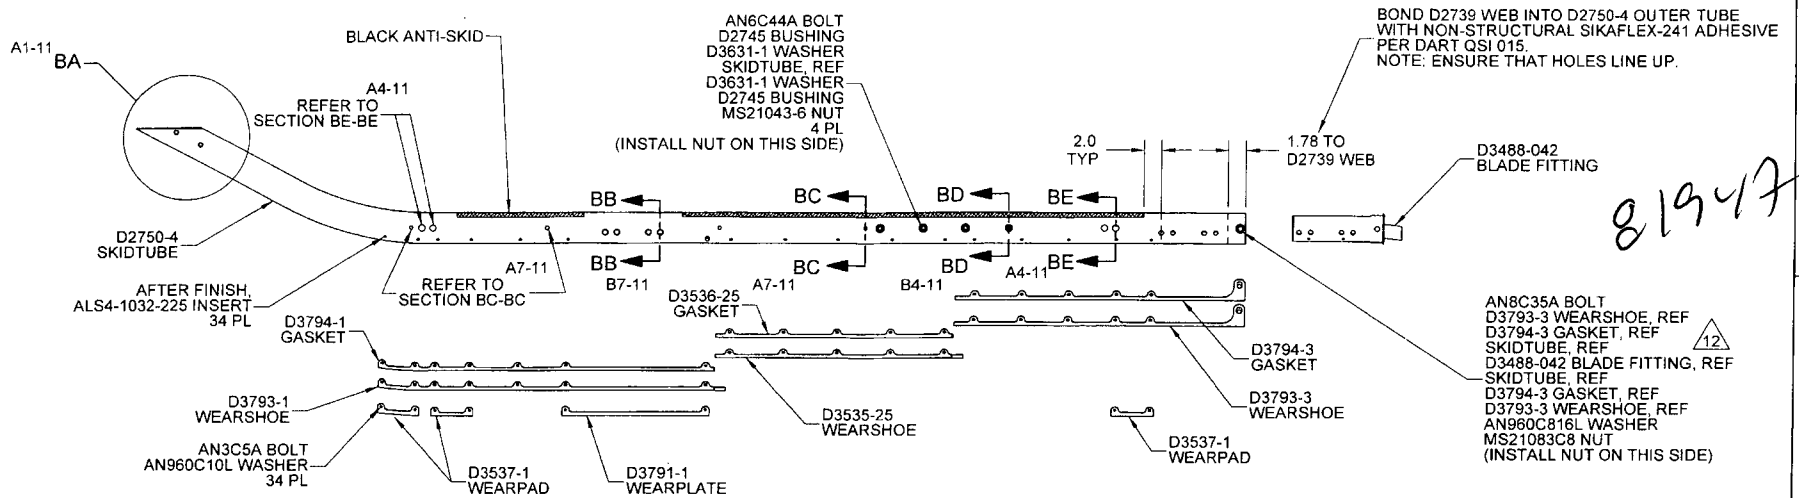 A1-11
BA
BLACK ANTI-SKID
A4-11
REFER TO
SECTION BE-BE
AN6C44A BOLT
D2745 BUSHING
D3631-1 WASHER
SKIDTUBE, REF
D3631-1 WASHER
D2745 BUSHING
MS21043-6 NUT
4 PL
(INSTALL NUT ON THIS SIDE)
BOND D2739 WEB INTO D2750-4 OUTER TUBE
WITH NON-STRUCTURAL SIKAFLEX-241 ADHESIVE
PER DART QSI 015.
NOTE: ENSURE THAT HOLES LINE UP.
2.0
TYP
1.78 TO
D2739 WEB
D3488-042
BLADE FITTING
81947
BB
BC
BD
BE
D2750-4
SKIDTUBE
AFTER FINISH,
ALS4-1032-225 INSERT
34 PL
A7-11
REFER TO
SECTION BC-BC
BB
B7-11
BC
A7-11
BD
B4-11
BE
A4-11
D3794-1
GASKET
D3536-25
GASKET
D3793-1
WEARSHOE
AN3C5A BOLT
AN960C10L WASHER
34 PL
D3537-1
WEARPAD
D3791-1
WEARPLATE
D3535-25
WEARSHOE
D3794-3
GASKET
D3793-3
WEARSHOE
D3537-1
WEARPAD
AN8C35A BOLT
D3793-3 WEARSHOE, REF
D3794-3 GASKET, REF
SKIDTUBE, REF
12
D3488-042 BLADE FITTING, REF
SKIDTUBE, REF
D3794-3 GASKET, REF
D3793-3 WEARSHOE, REF
AN960C816L WASHER
MS21083C8 NUT
(INSTALL NUT ON THIS SIDE)